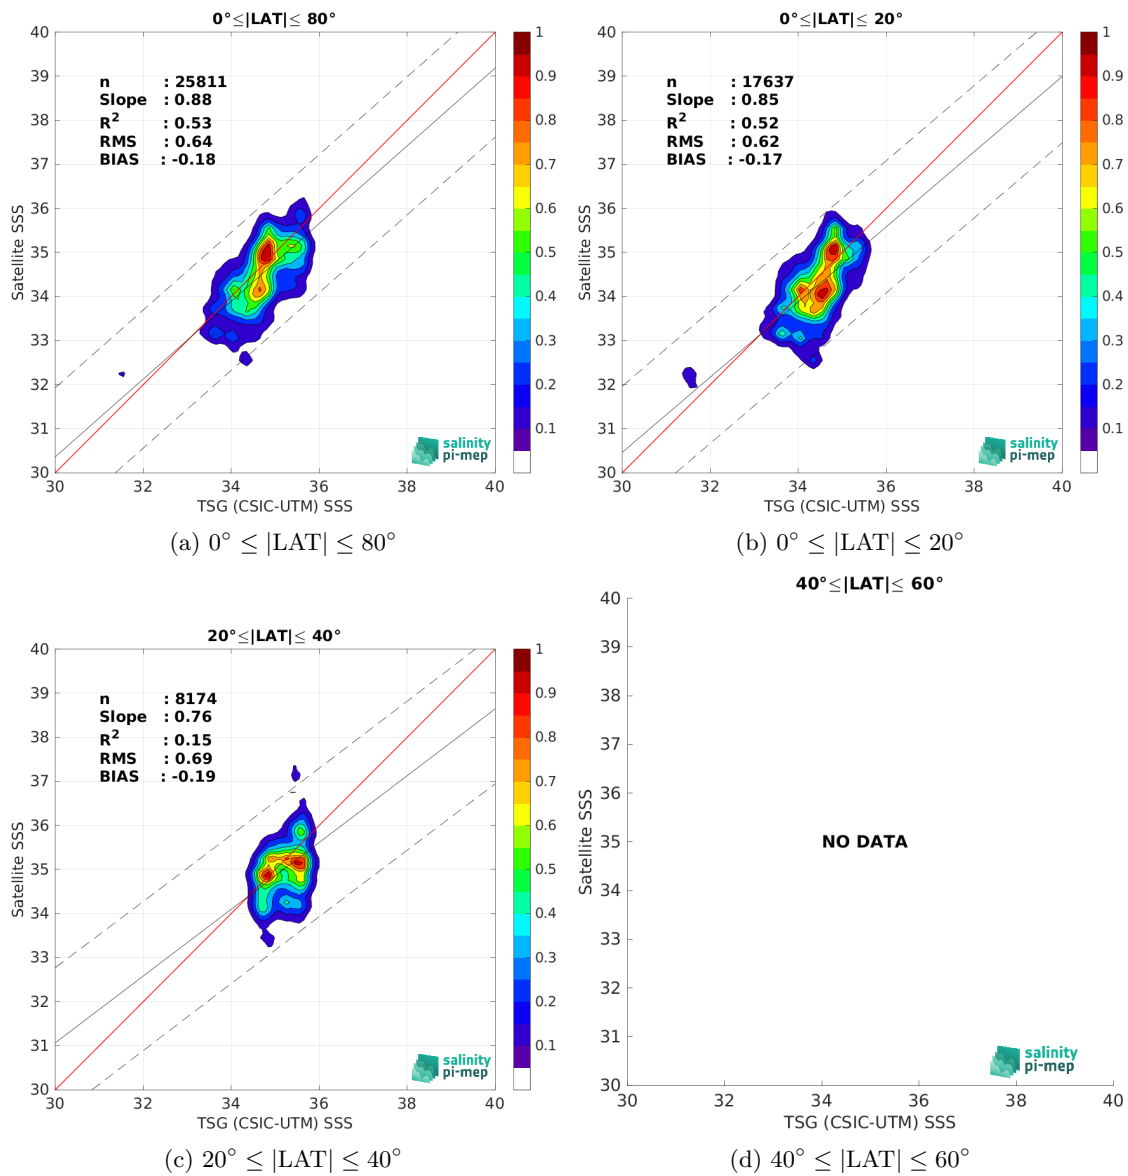 0°≤|LAT|≤ 80°
Satellite SSS
40
39
38
37
36
35
34
33
32
31
30
n : 25811
Slope : 0.88
R² : 0.53
RMS : 0.64
BIAS : -0.18
salinity
pi-mep
30 32 34 36 38 40
TSG (CSIC-UTM) SSS
1
0.9
0.8
0.7
0.6
0.5
0.4
0.3
0.2
0.1
(a) 0° ≤ |LAT| ≤ 80°
0°≤|LAT|≤ 20°
Satellite SSS
40
39
38
37
36
35
34
33
32
31
30
n : 17637
Slope : 0.85
R² : 0.52
RMS : 0.62
BIAS : -0.17
salinity
pi-mep
30 32 34 36 38 40
TSG (CSIC-UTM) SSS
1
0.9
0.8
0.7
0.6
0.5
0.4
0.3
0.2
0.1
(b) 0° ≤ |LAT| ≤ 20°
20°≤|LAT|≤ 40°
Satellite SSS
40
39
38
37
36
35
34
33
32
31
30
n : 8174
Slope : 0.76
R² : 0.15
RMS : 0.69
BIAS : -0.19
salinity
pi-mep
30 32 34 36 38 40
TSG (CSIC-UTM) SSS
1
0.9
0.8
0.7
0.6
0.5
0.4
0.3
0.2
0.1
(c) 20° ≤ |LAT| ≤ 40°
40°≤|LAT|≤ 60°
Satellite SSS
40
39
38
37
36
35
34
33
32
31
30
NO DATA
salinity
pi-mep
30 32 34 36 38 40
TSG (CSIC-UTM) SSS
(d) 40° ≤ |LAT| ≤ 60°